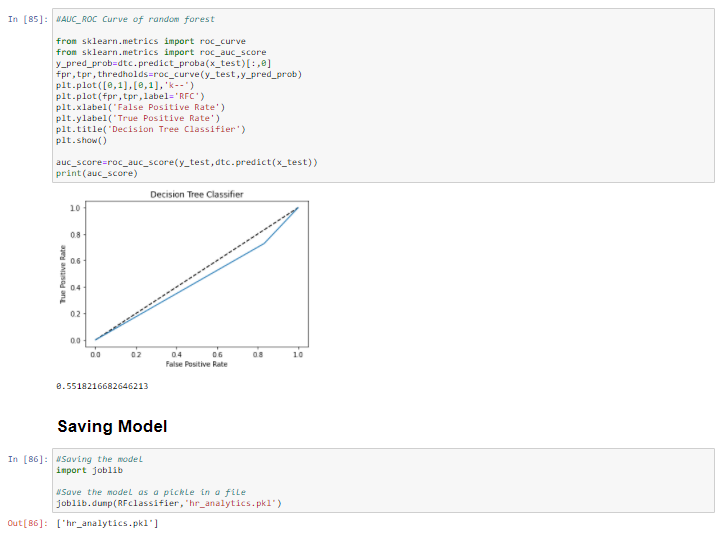 In [85]:
#AUC_ROC Curve of random forest
from sklearn.metrics import roc_curve
from sklearn.metrics import roc_auc_score
y_pred_prob=dtc.predict_proba(x_test)[:,0]
fpr,tpr,thredholds=roc_curve(y_test,y_pred_prob)
plt.plot([0,1],[0,1],'k--')
plt.plot(fpr,tpr,label='RFC')
plt.xlabel('False Positive Rate')
plt.ylabel('True Positive Rate')
plt.title('Decision Tree Classifier')
plt.show()
auc_score=roc_auc_score(y_test,dtc.predict(x_test))
print(auc_score)
Decision Tree Classifier
True Positive Rate
1.0
0.8
0.6
0.4
0.2
0.0
0.0 0.2 0.4 0.6 0.8 1.0
False Positive Rate
0.5518216682646213
Saving Model
In [86]:
#Saving the model
import joblib
#Save the model as a pickle in a file
joblib.dump(RFclassifier,'hr_analytics.pkl')
Out[86]: ['hr_analytics.pkl']